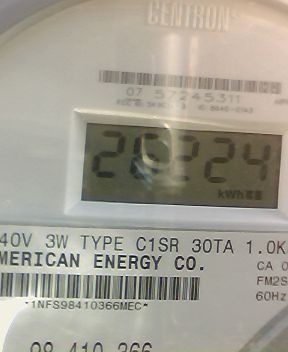 CENTRON
07 57245311
28224
kWh
40V 3W TYPE C1SR 30TA 1.0K
MERICAN ENERGY CO.
CA 0
FM2S
60Hz
*1NFS98410366MEC*
98 410 366